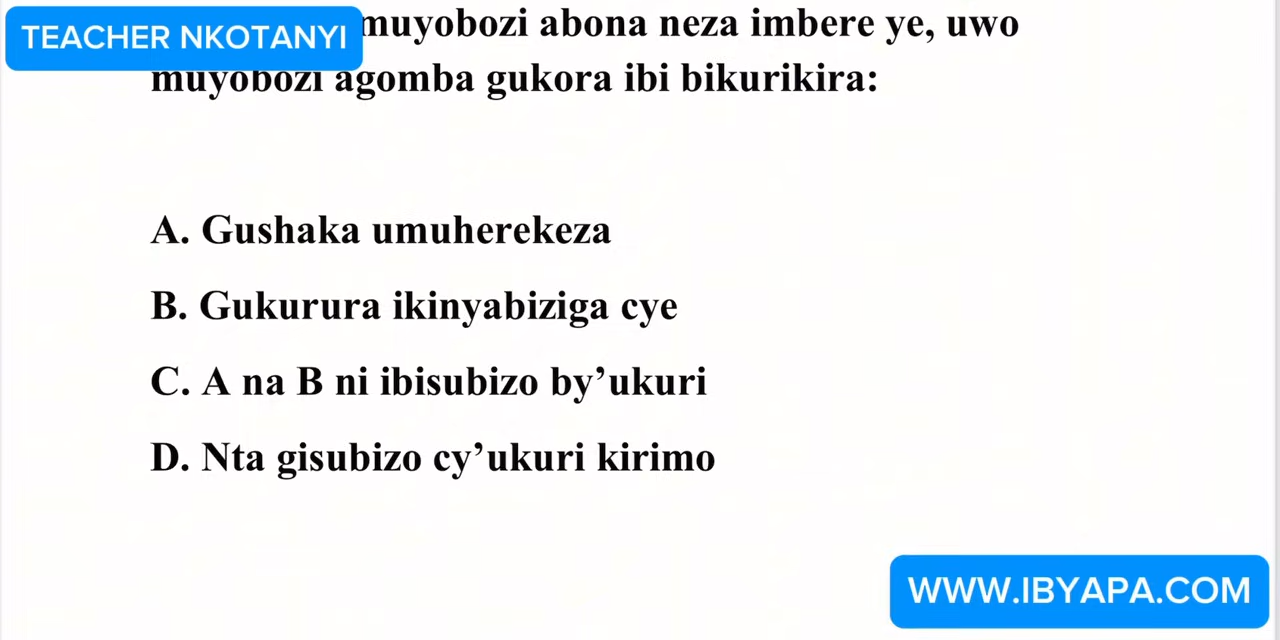 TEACHER NKOTANYI
muyobozi abona neza imbere ye, uwo
muyobozi agomba gukora ibi bikurikira:
A. Gushaka umuherekeza
B. Gukurura ikinyabiziga cye
C. A na B ni ibisubizo by’ukuri
D. Nta gisubizo cy’ukuri kirimo
WWW.IBYAPA.COM